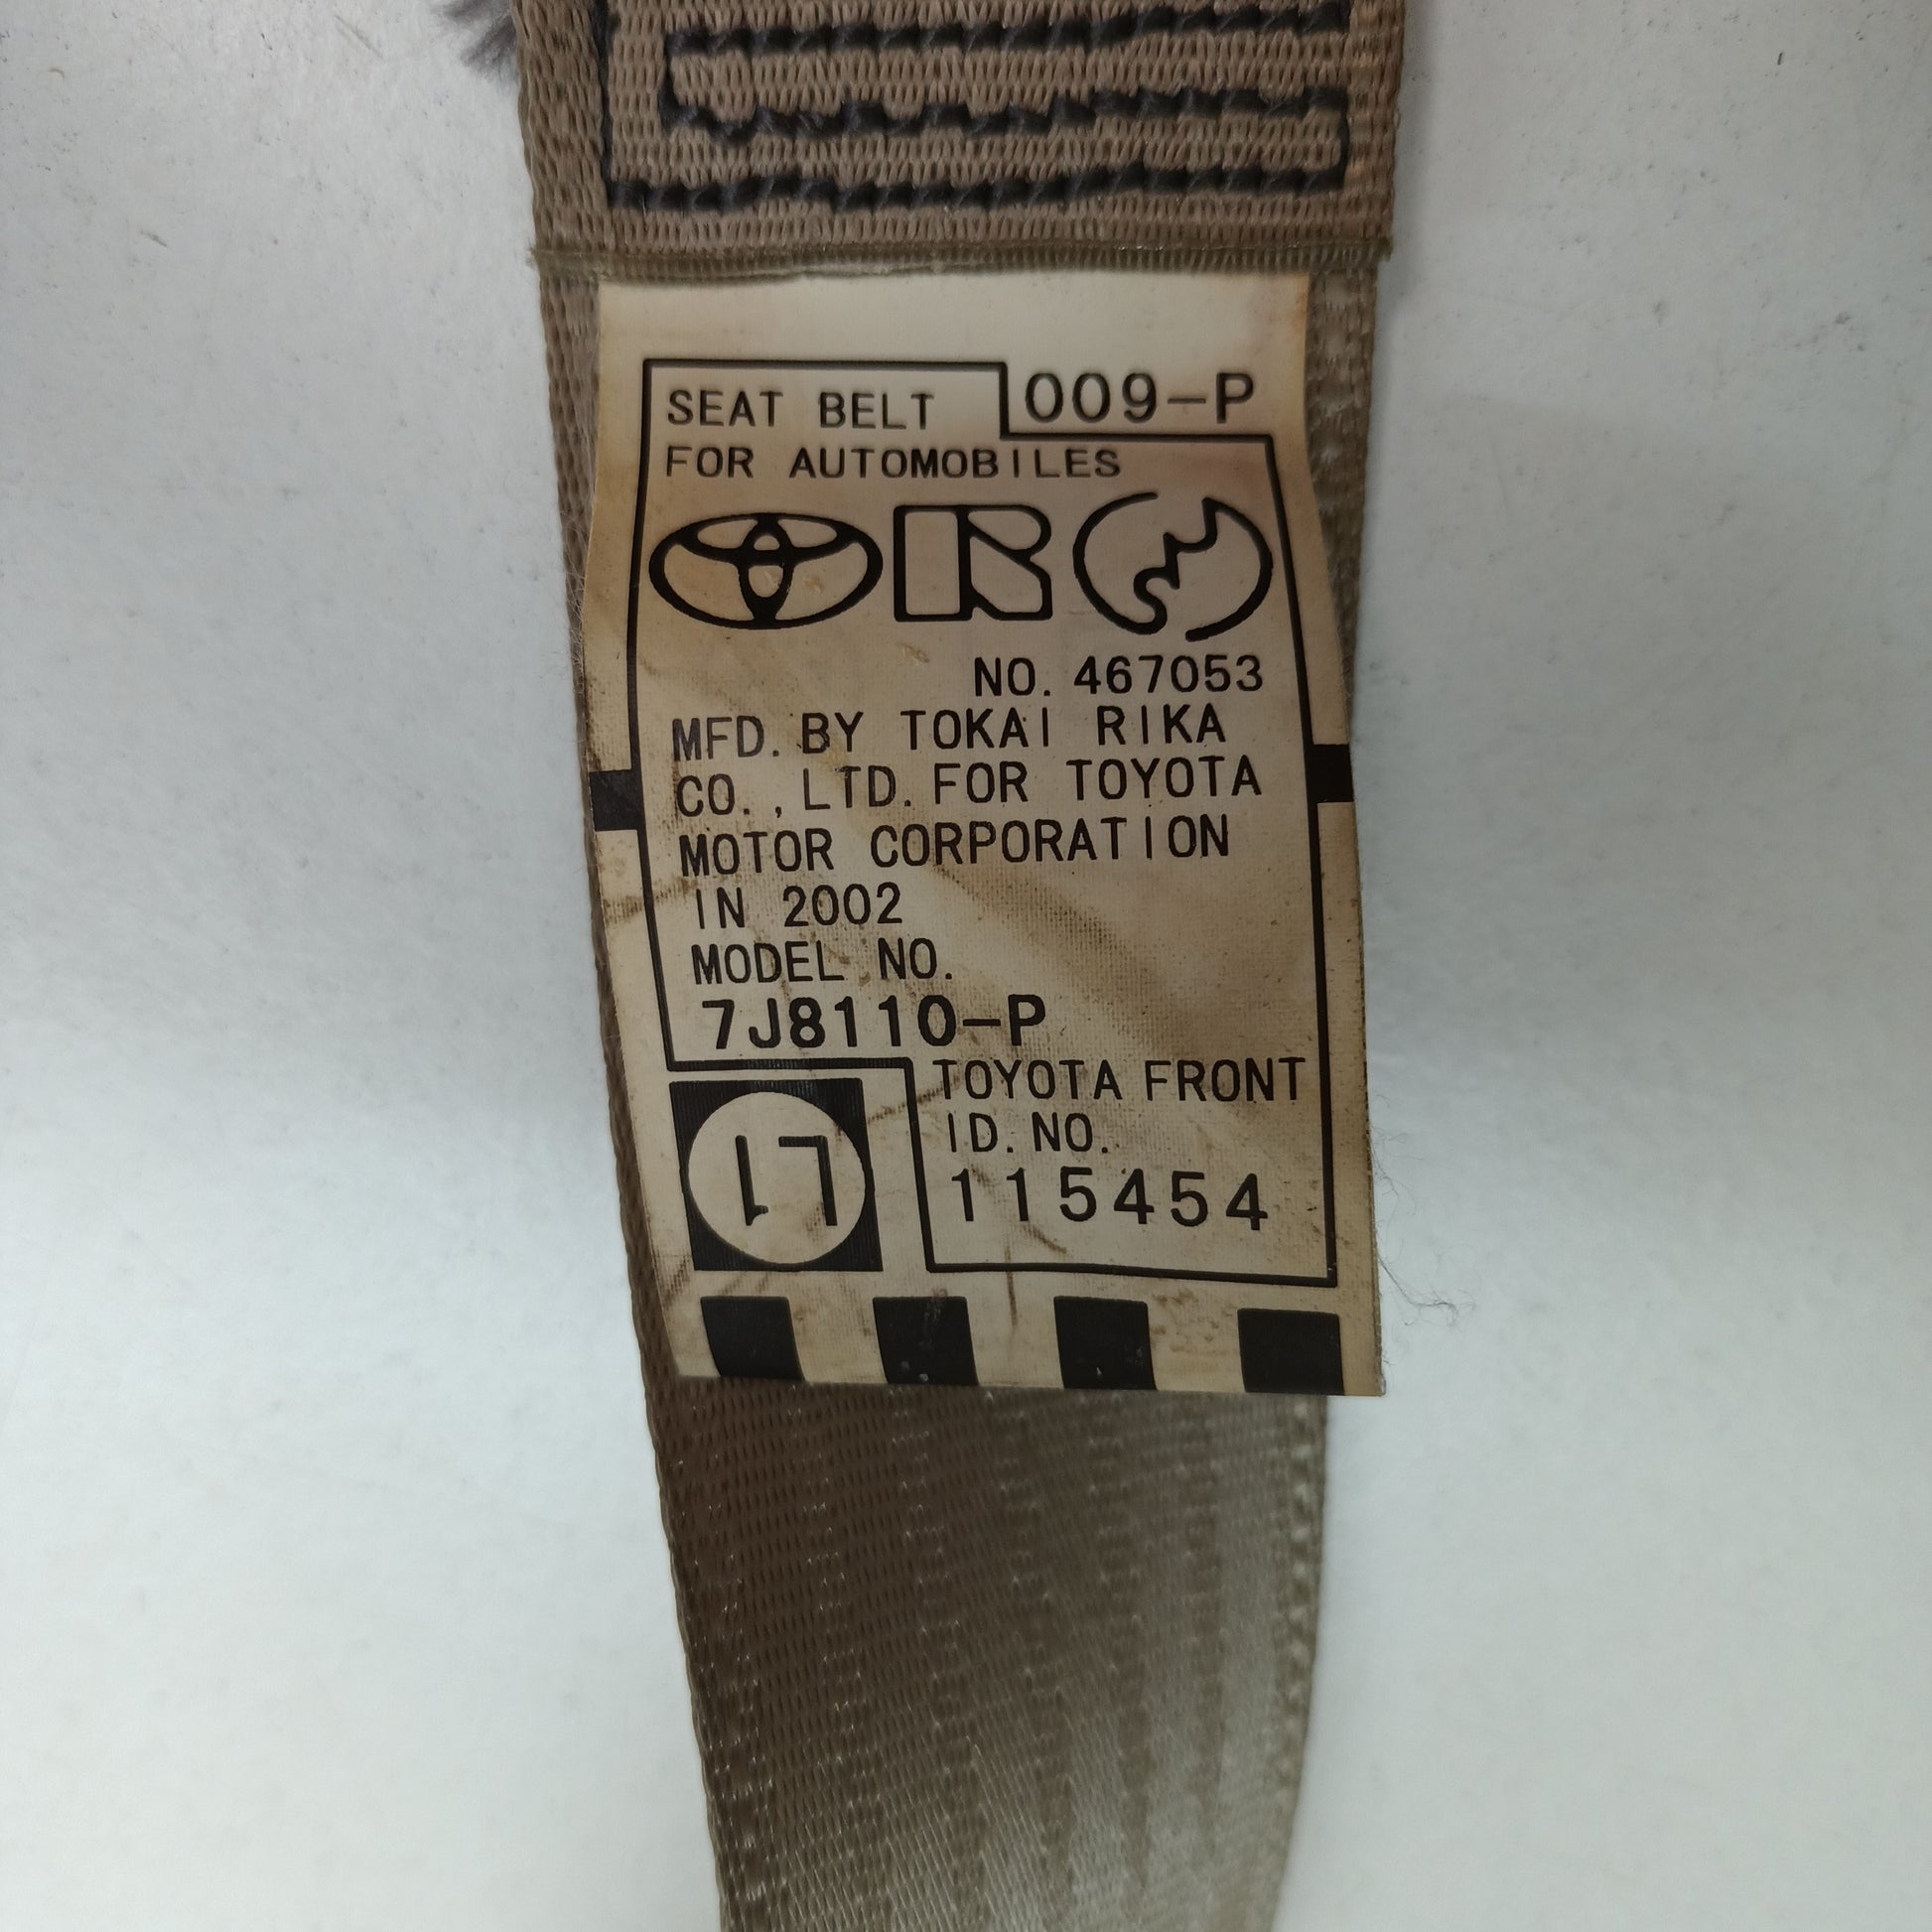 SEAT BELT 009-P
FOR AUTOMOBILES
NO. 467053
MFD. BY TOKAI RIKA
CO., LTD. FOR TOYOTA
MOTOR CORPORATION
IN 2002
MODEL NO.
7J8110-P
TOYOTA FRONT
ID. NO.
115454
L1